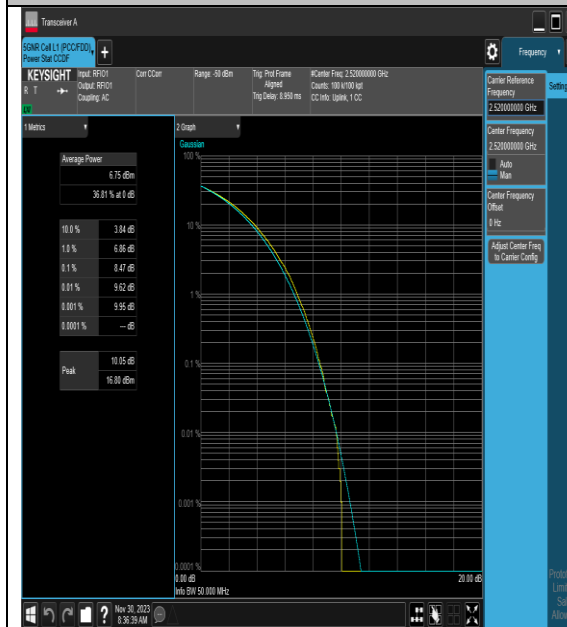 Transceiver A
5GNR Cell L1 (PCC/FDD)
Power Stat CCDF
Frequency
KEYSIGHT
R T
LV
Input: RFIO1
Output: RFIO1
Coupling: AC
Corr CCorr
Range: -50 dBm
Trig: Prof Frame
Aligned
Trig Delay: 8.950 ms
#Center Freq: 2.520000000 GHz
Counts: 100 k/100 kpt
CC Info: Uplink, 1 CC
1 Metrics
Average Power
6.75 dBm
36.81 % at 0 dB
10.0 % 3.84 dB
1.0 % 6.86 dB
0.1 % 8.47 dB
0.01 % 9.62 dB
0.001 % 9.95 dB
0.0001 % --- dB
Peak
10.05 dB
16.80 dBm
2 Graph
Gaussian
100 %
10 %
1 %
0.1 %
0.01 %
0.001 %
0.0001 %
0.00 dB
20.00 dB
Info BW 50.000 MHz
Carrier Reference
Frequency
2.520000000 GHz
Center Frequency
2.520000000 GHz
Auto
Man
Center Frequency
Offset
0 Hz
Adjust Center Freq
to Carrier Config
Setting
?
Nov 30, 2023
8:36:39 AM